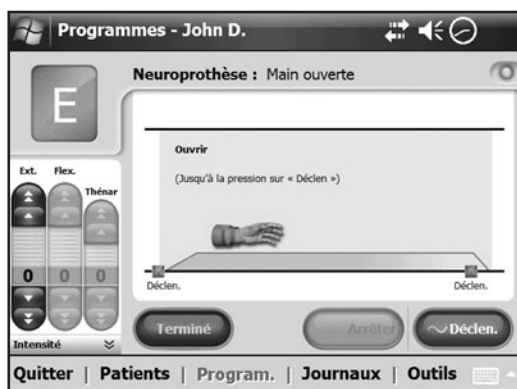 Programmes - John D.
E
Neuroprothèse : Main ouverte
Ouvrir
(Jusqu'à la pression sur « Déclen »)
Ext. Flex. Thénar
0 0 0
Déclen. Déclen.
Intensité
Terminé Arrêter Déclen.
Quitter | Patients | Program. | Journaux | Outils